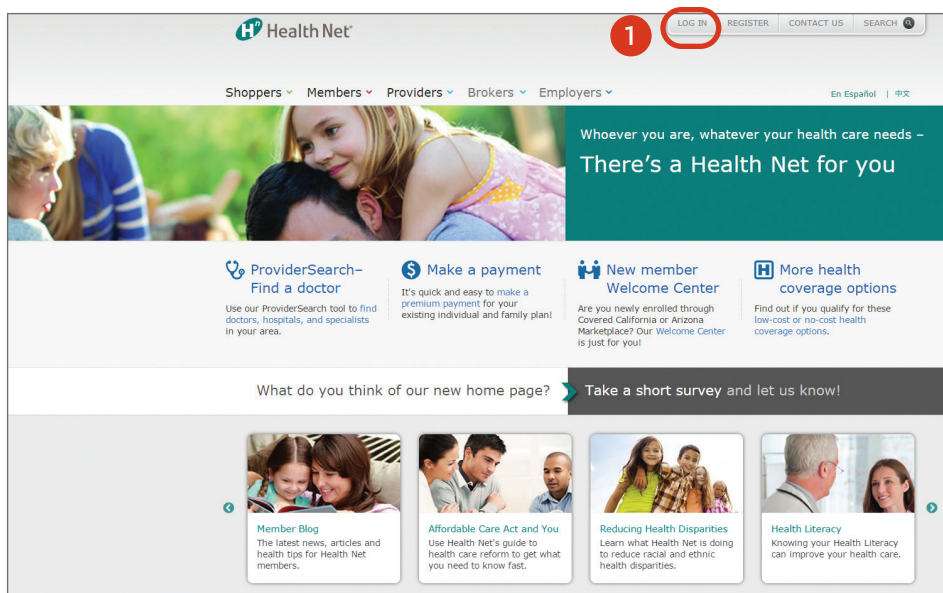 Health Net®
1
LOG IN REGISTER CONTACT US SEARCH
Shoppers Members Providers Brokers Employers
En Español | 中文
Whoever you are, whatever your health care needs –
There's a Health Net for you
ProviderSearch–
Find a doctor
Use our ProviderSearch tool to find
doctors, hospitals, and specialists
in your area.
Make a payment
It's quick and easy to make a
premium payment for your
existing individual and family plan!
New member
Welcome Center
Are you newly enrolled through
Covered California or Arizona
Marketplace? Our Welcome Center
is just for you!
More health
coverage options
Find out if you qualify for these
low-cost or no-cost health
coverage options.
What do you think of our new home page?
Take a short survey and let us know!
Member Blog
The latest news, articles and
health tips for Health Net
members.
Affordable Care Act and You
Use Health Net's guide to
health care reform to get what
you need to know fast.
Reducing Health Disparities
Learn what Health Net is doing
to reduce racial and ethnic
health disparities.
Health Literacy
Knowing your Health Literacy
can improve your health care.